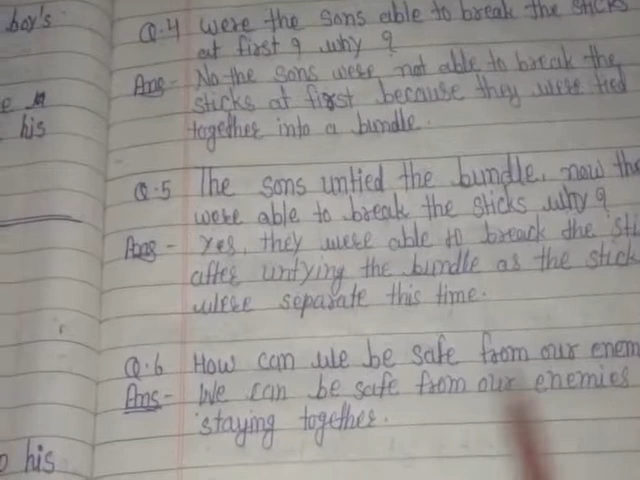 boy's
e
his
o his
Q.4 Were the sons able to break the sticks
at first ? why ?
Ans - No the sons were not able to break the
sticks at first because they were tied
together into a bundle.
Q.5 The sons untied the bundle, now the
were able to break the sticks why ?
Ans - Yes, they were able to breack the sti
after untying the bundle as the stick
were separate this time.
Q.6 How can we be safe from our enem
Ans - We can be safe from our enemies
staying together.